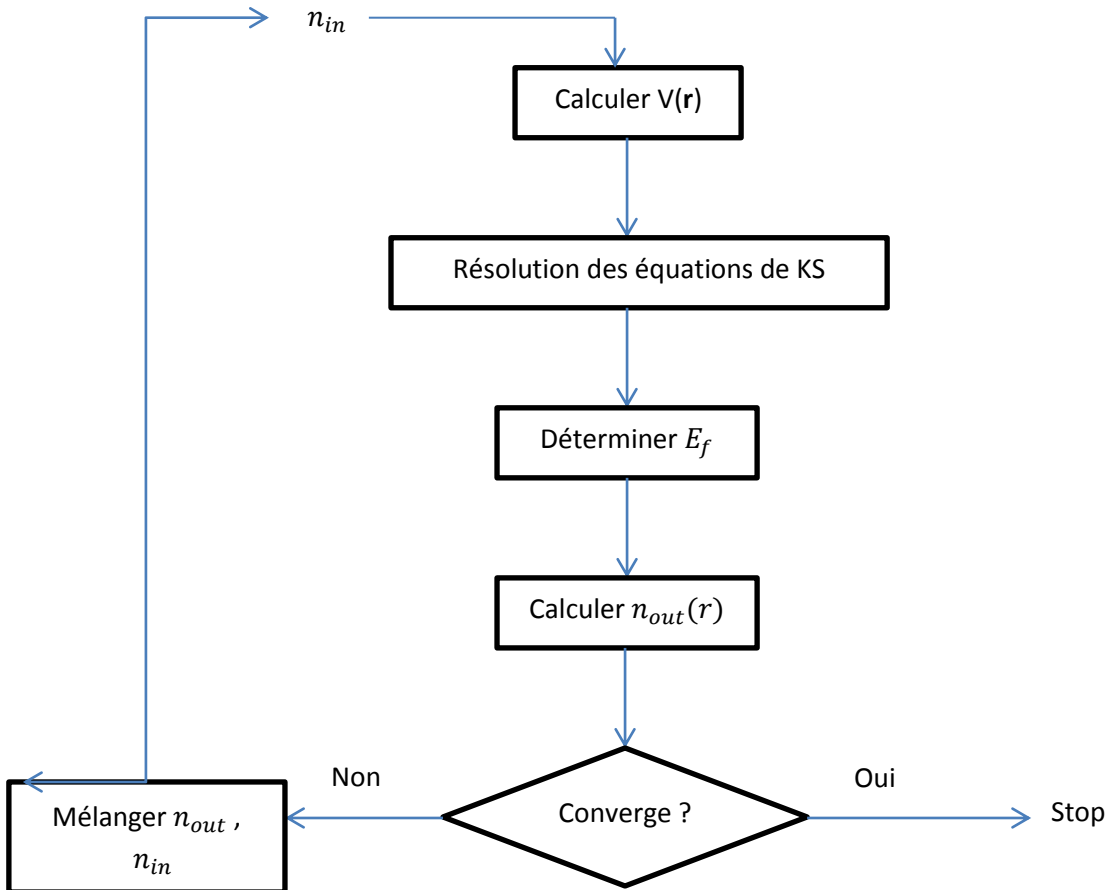 n_in
Calculer V(r)
Résolution des équations de KS
Déterminer E_f
Calculer n_out(r)
Non
Oui
Converge ?
Stop
Mélanger n_out ,
n_in